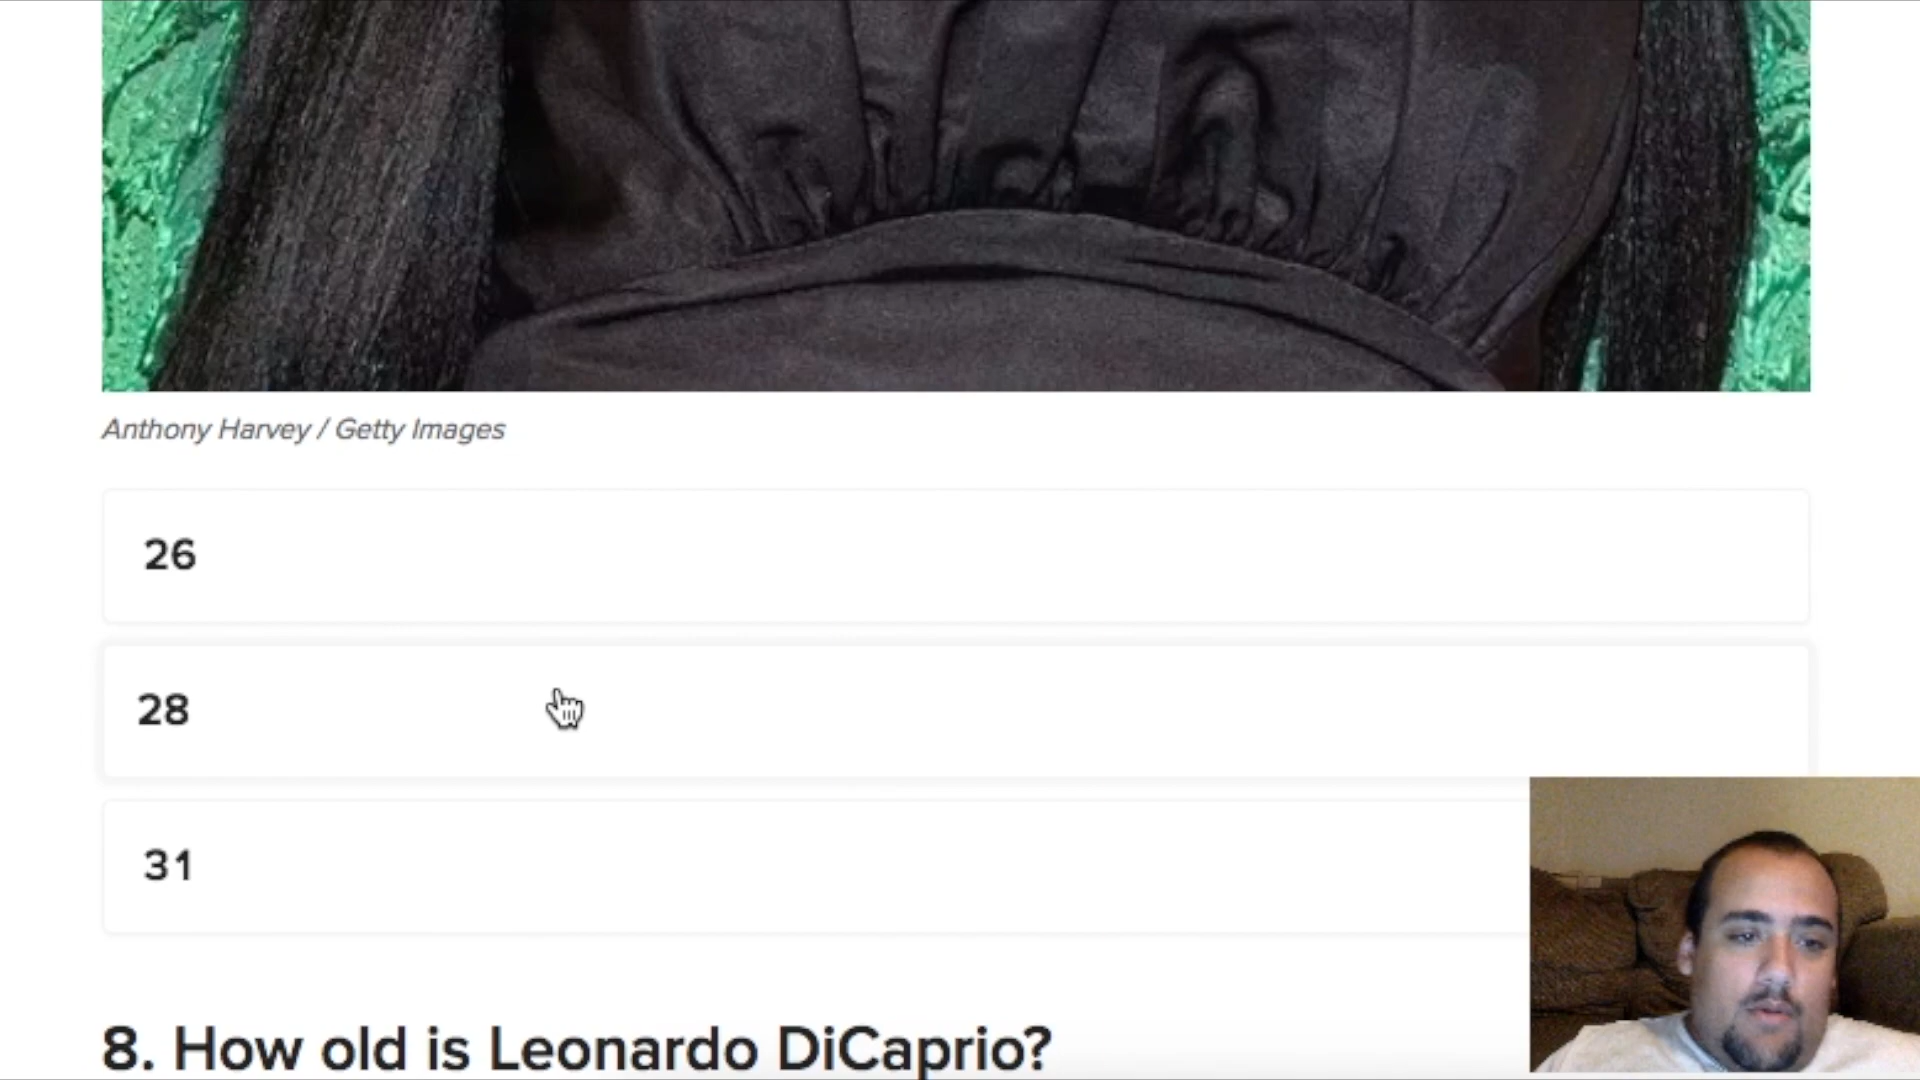 Anthony Harvey / Getty Images
26
28
31
8. How old is Leonardo DiCaprio?